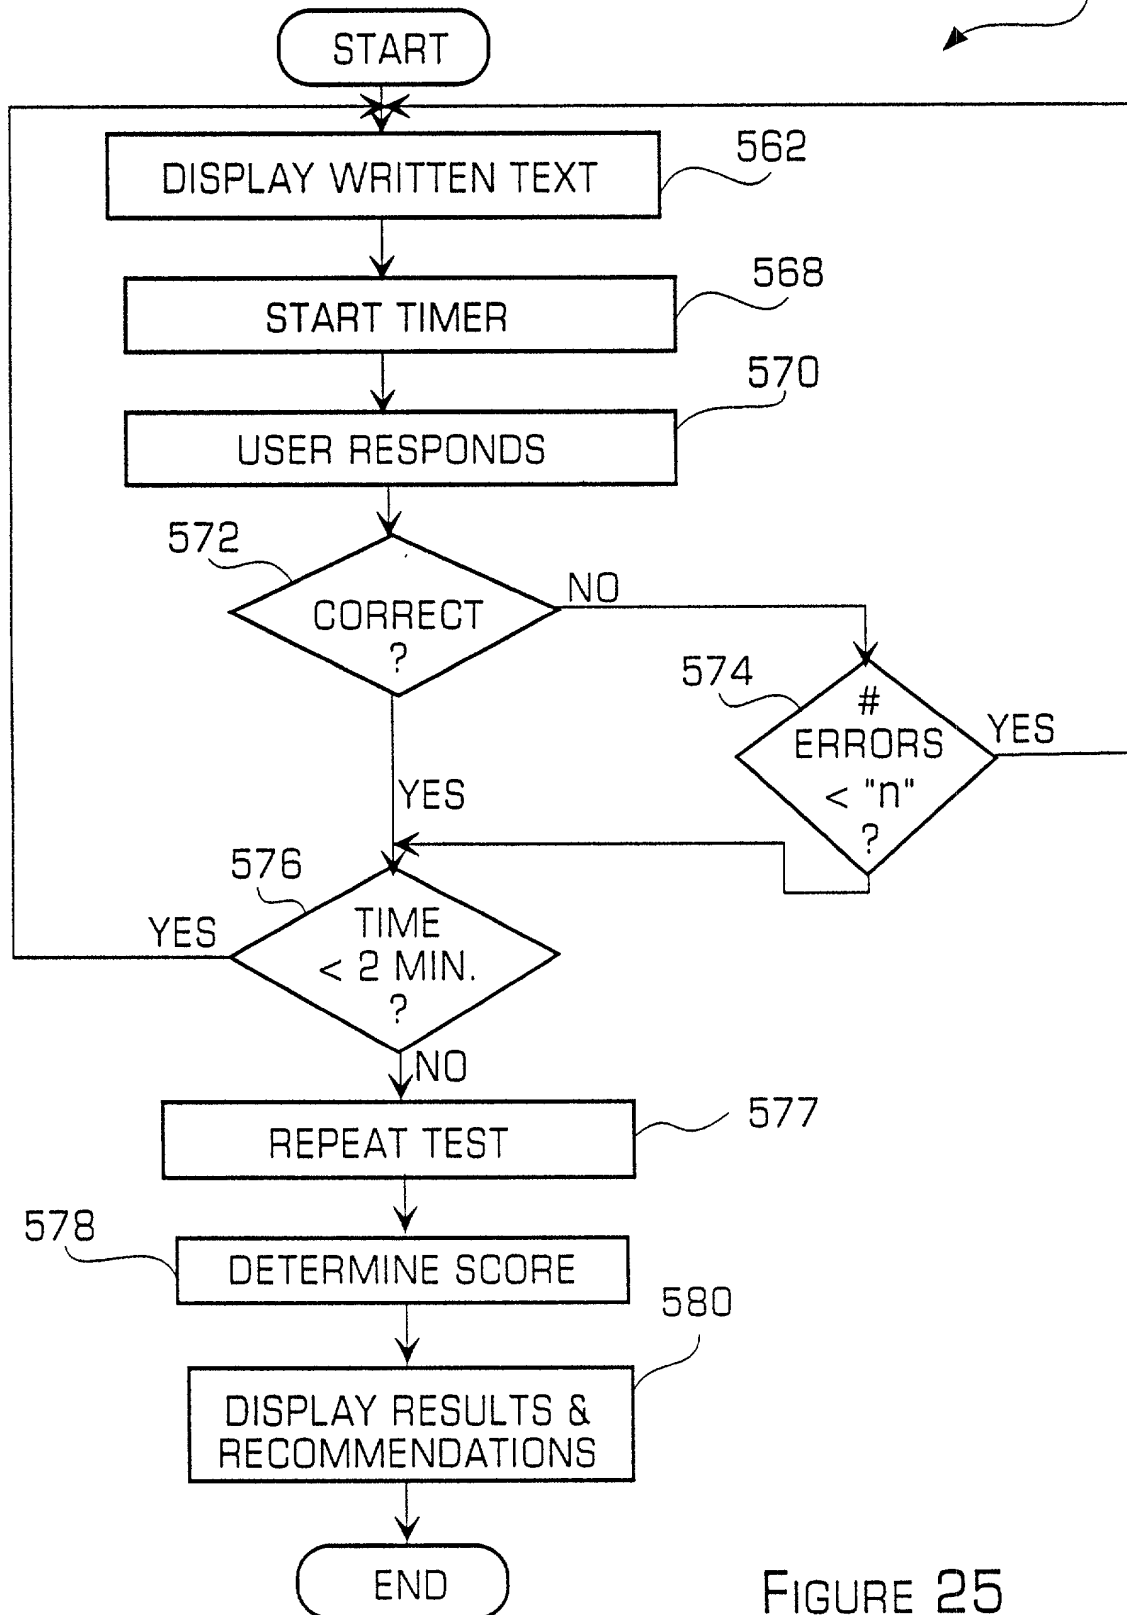 START
DISPLAY WRITTEN TEXT
562
START TIMER
568
USER RESPONDS
570
572
CORRECT
?
NO
574
#
ERRORS
< "n"
?
YES
YES
576
TIME
< 2 MIN.
?
YES
NO
REPEAT TEST
577
578
DETERMINE SCORE
580
DISPLAY RESULTS &
RECOMMENDATIONS
END
FIGURE 25